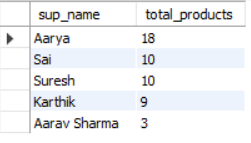 sup_name total_products
Aarya 18
Sai 10
Suresh 10
Karthik 9
Aarav Sharma 3